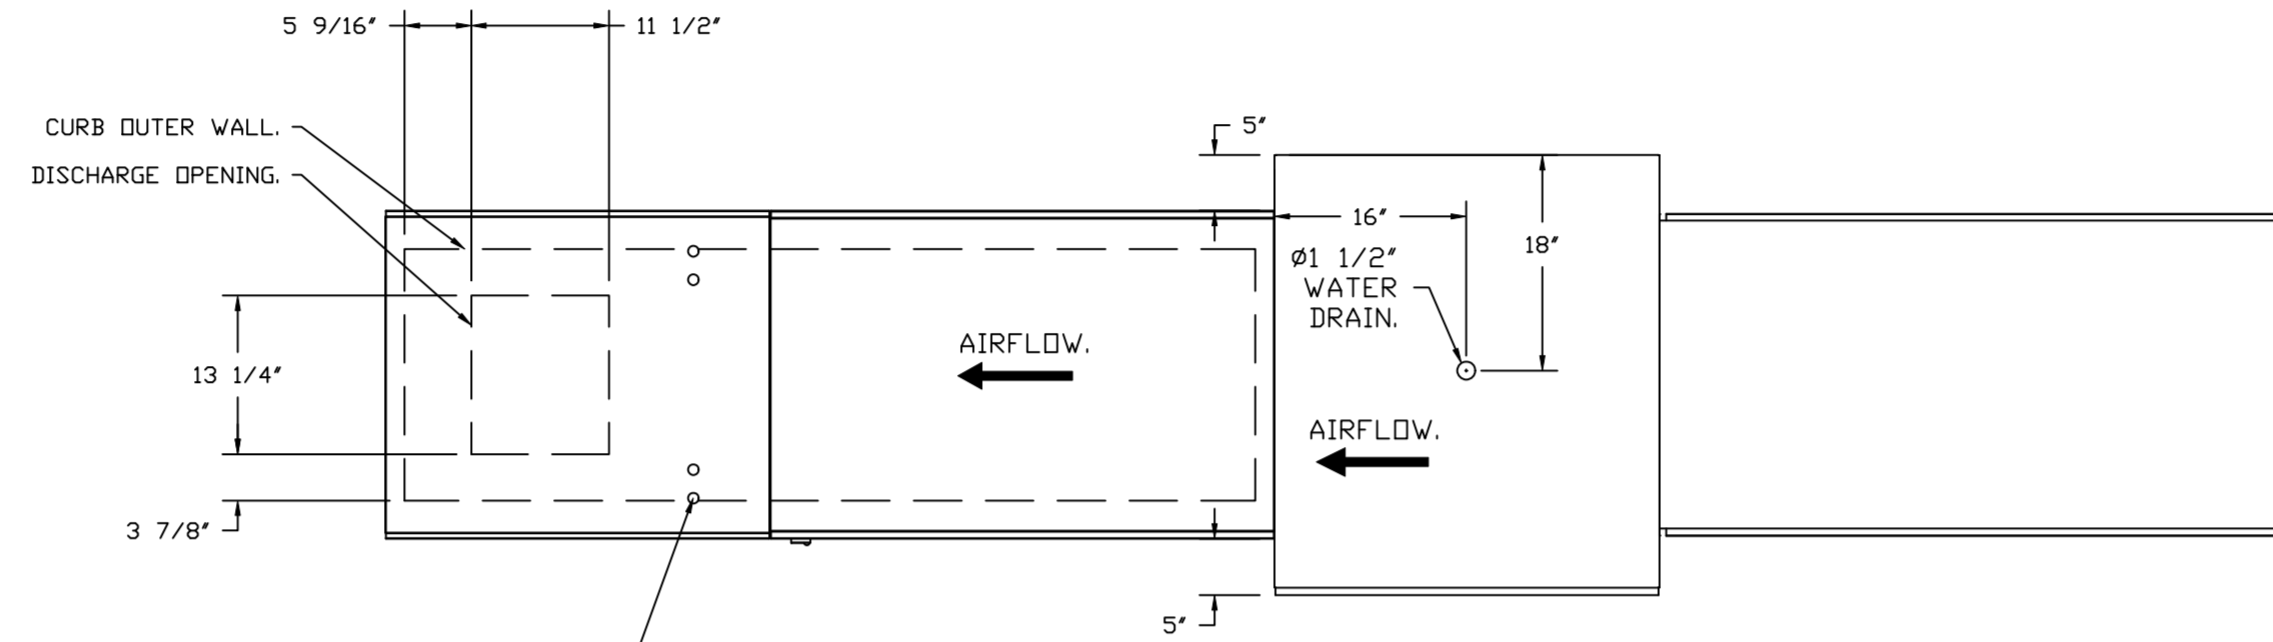 5 9/16"
11 1/2"
CURB OUTER WALL.
DISCHARGE OPENING.
5"
16"
18"
Ø1 1/2"
WATER
DRAIN.
AIRFLOW.
13 1/4"
AIRFLOW.
3 7/8"
5"